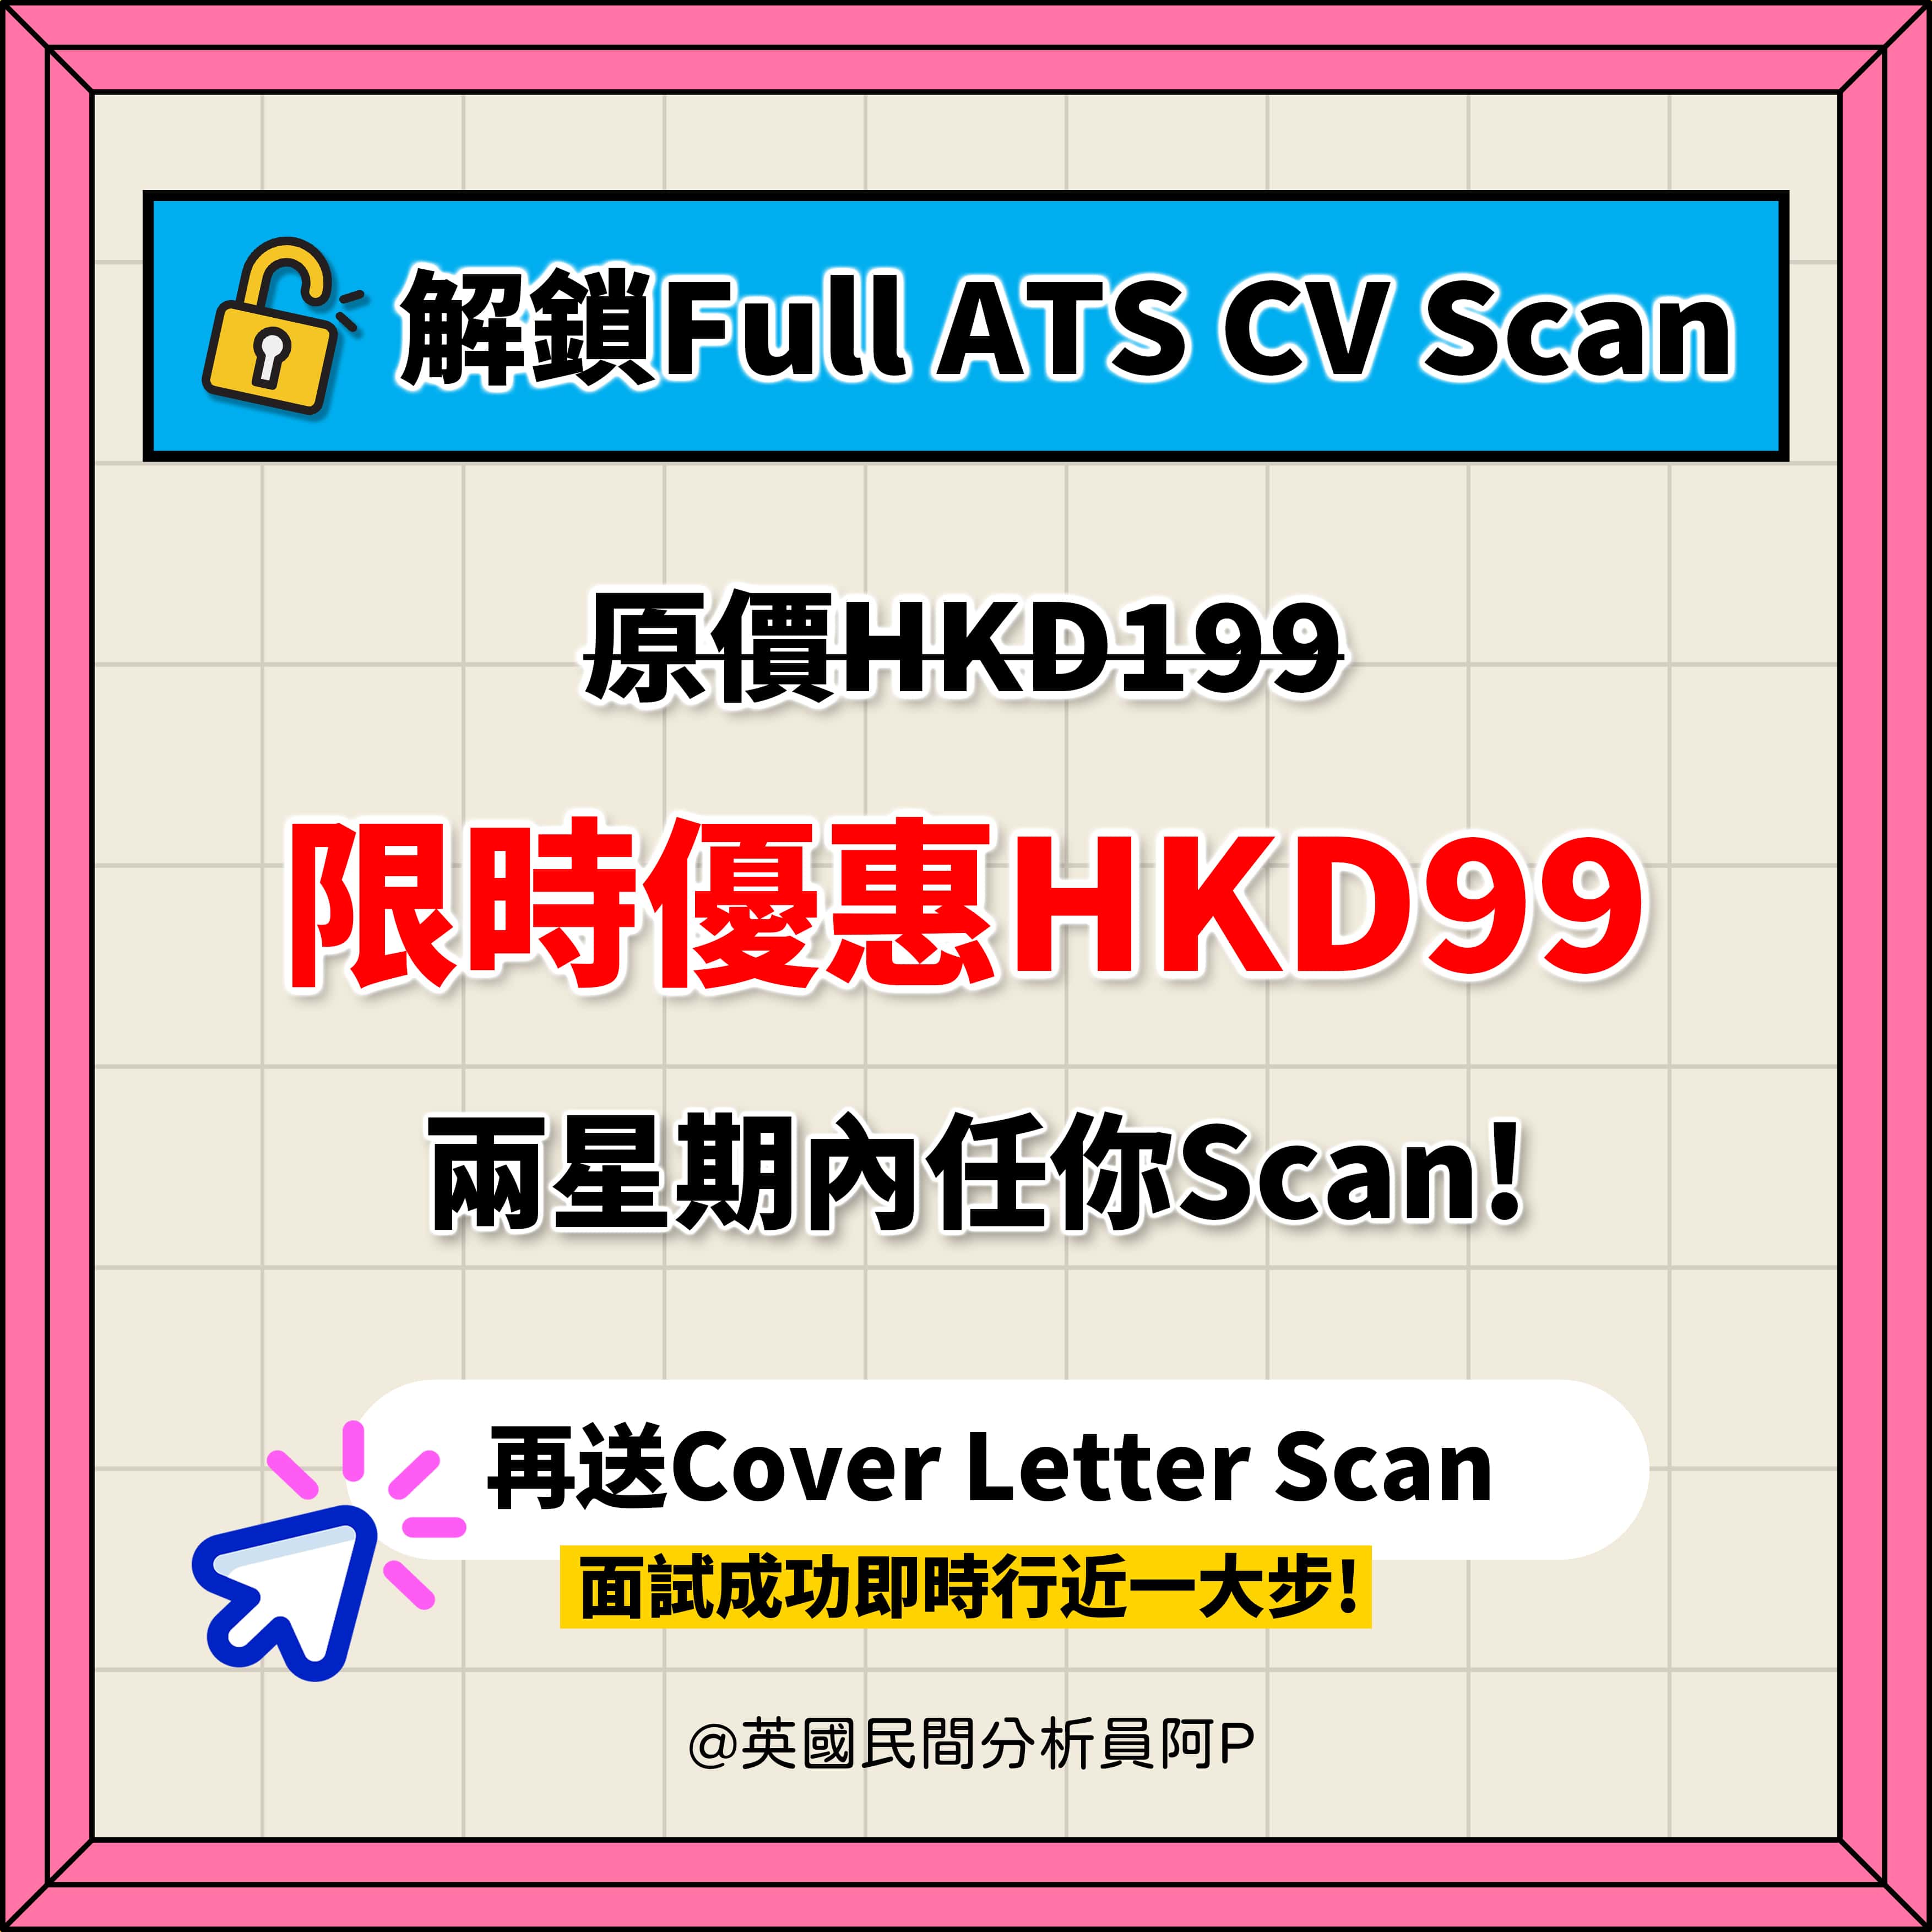 解鎖Full ATS CV Scan
原價HKD199
限時優惠HKD99
兩星期內任你Scan!
再送Cover Letter Scan
面試成功即時行近一大步!
@英國民間分析員阿P